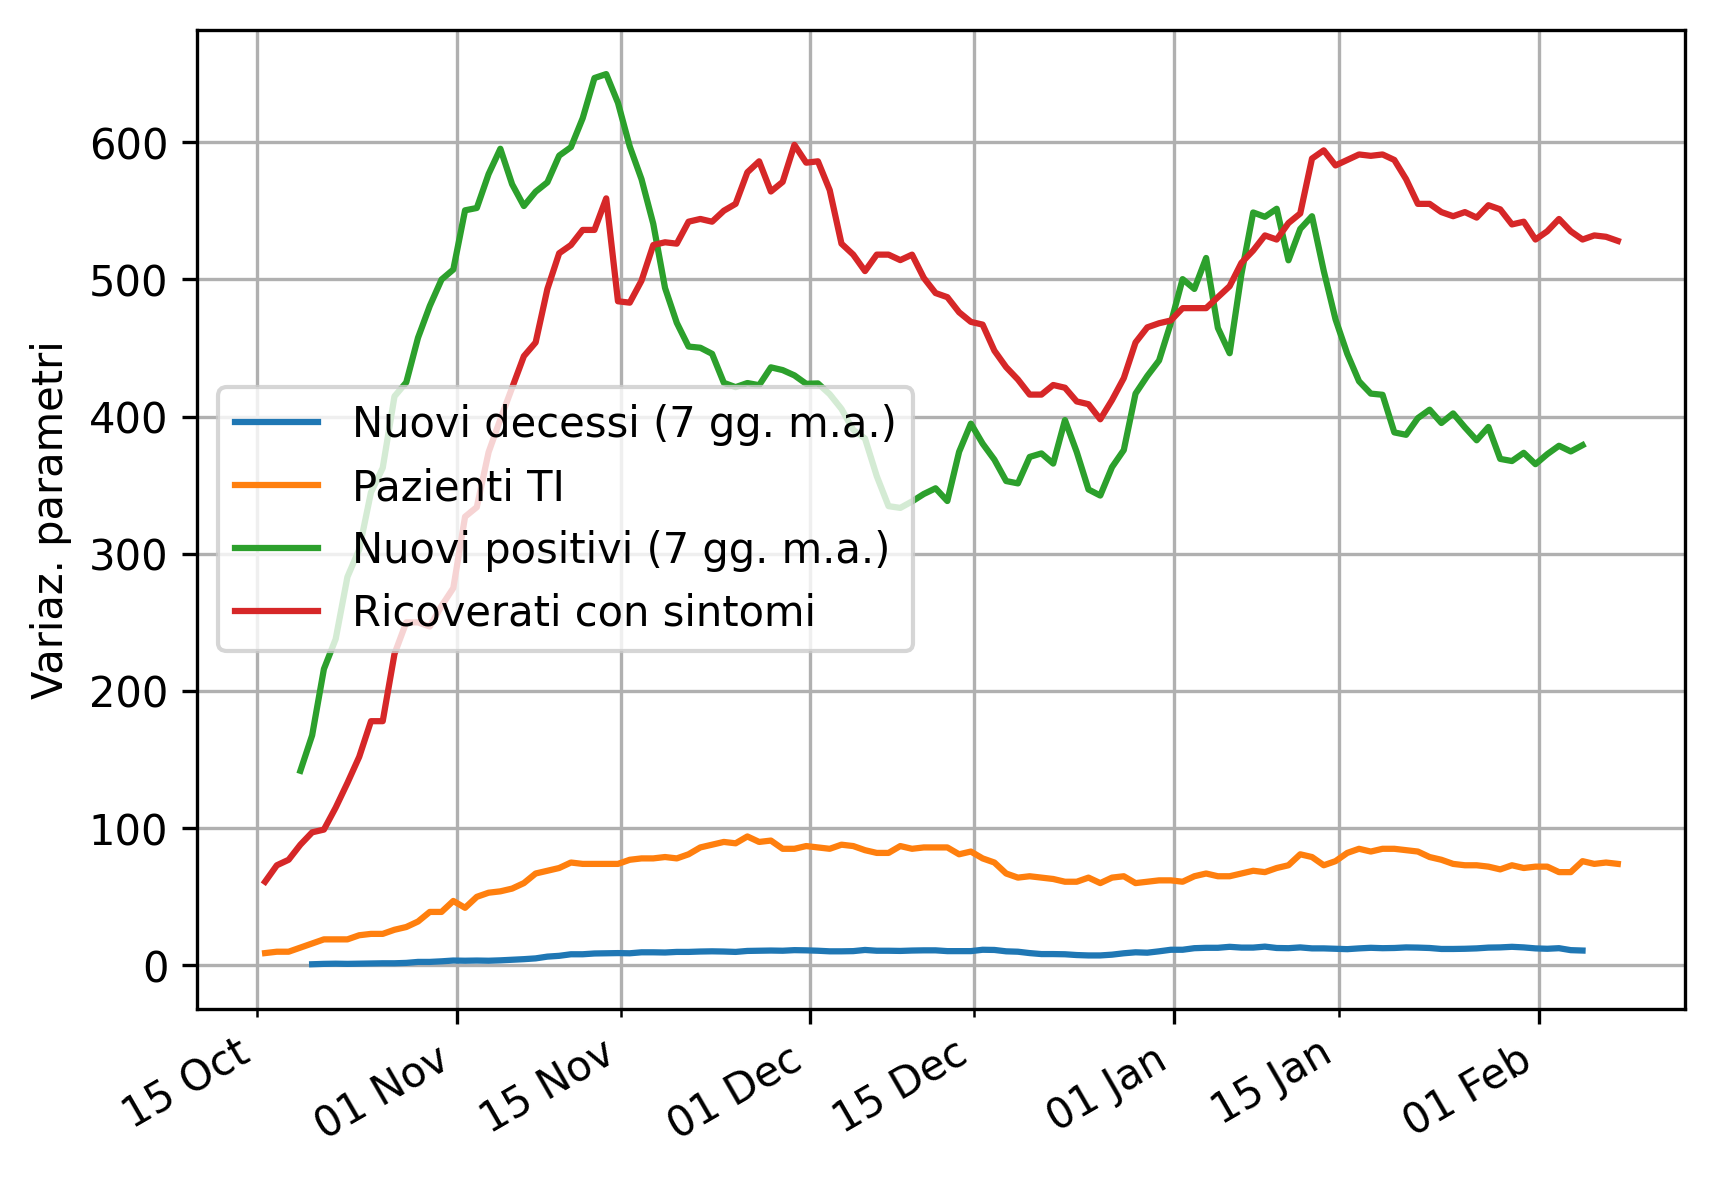 Variaz. parametri
600
500
400
300
200
100
0
Nuovi decessi (7 gg. m.a.)
Pazienti TI
Nuovi positivi (7 gg. m.a.)
Ricoverati con sintomi
15 Oct
01 Nov
15 Nov
01 Dec
15 Dec
01 Jan
15 Jan
01 Feb